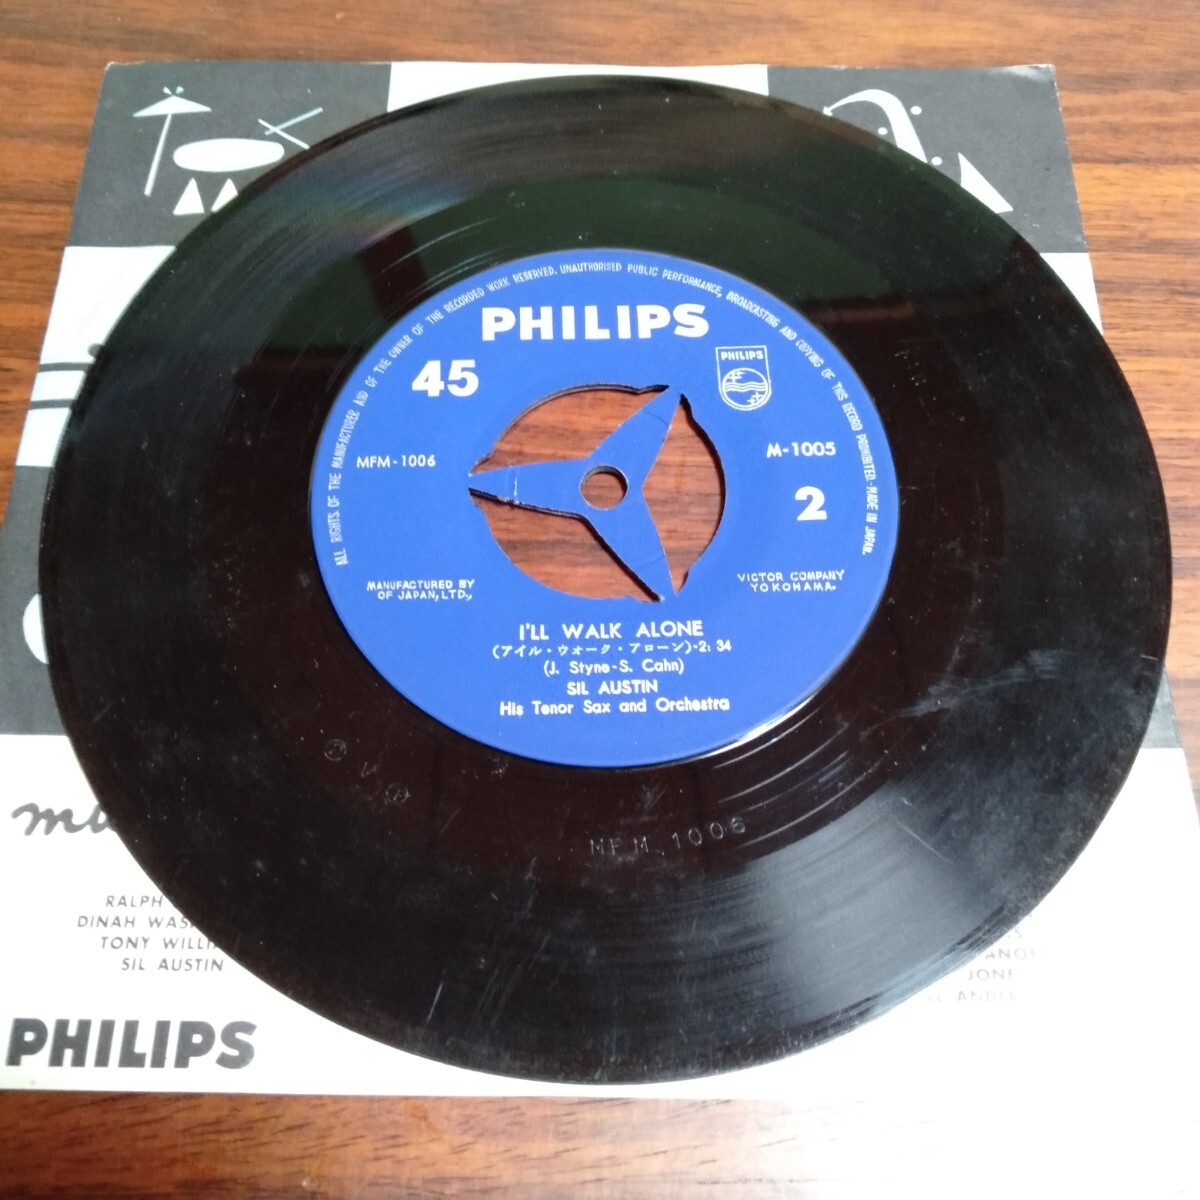 ALL RIGHTS OF THE MANUFACTURER AND OF THE OWNER OF THE RECORDED WORK RESERVED. UNAUTHORISED PUBLIC PERFORMANCE, BROADCASTING AND COPYING OF THIS RECORD PROHIBITED-MADE IN JAPAN.
PHILIPS
45
PHILIPS
MFM-1006
M-1005
2
MANUFACTURED BY VICTOR COMPANY
OF JAPAN, LTD., YOKOHAMA.
I'LL WALK ALONE
(アイル・ウォーク・アローン)-2:34
(J. Styne-S. Cahn)
SIL AUSTIN
His Tenor Sax and Orchestra
MFM 1006
RALPH
DINAH WAS
TONY WILLIA
SIL AUSTIN
JONE
ANDE
PHILIPS